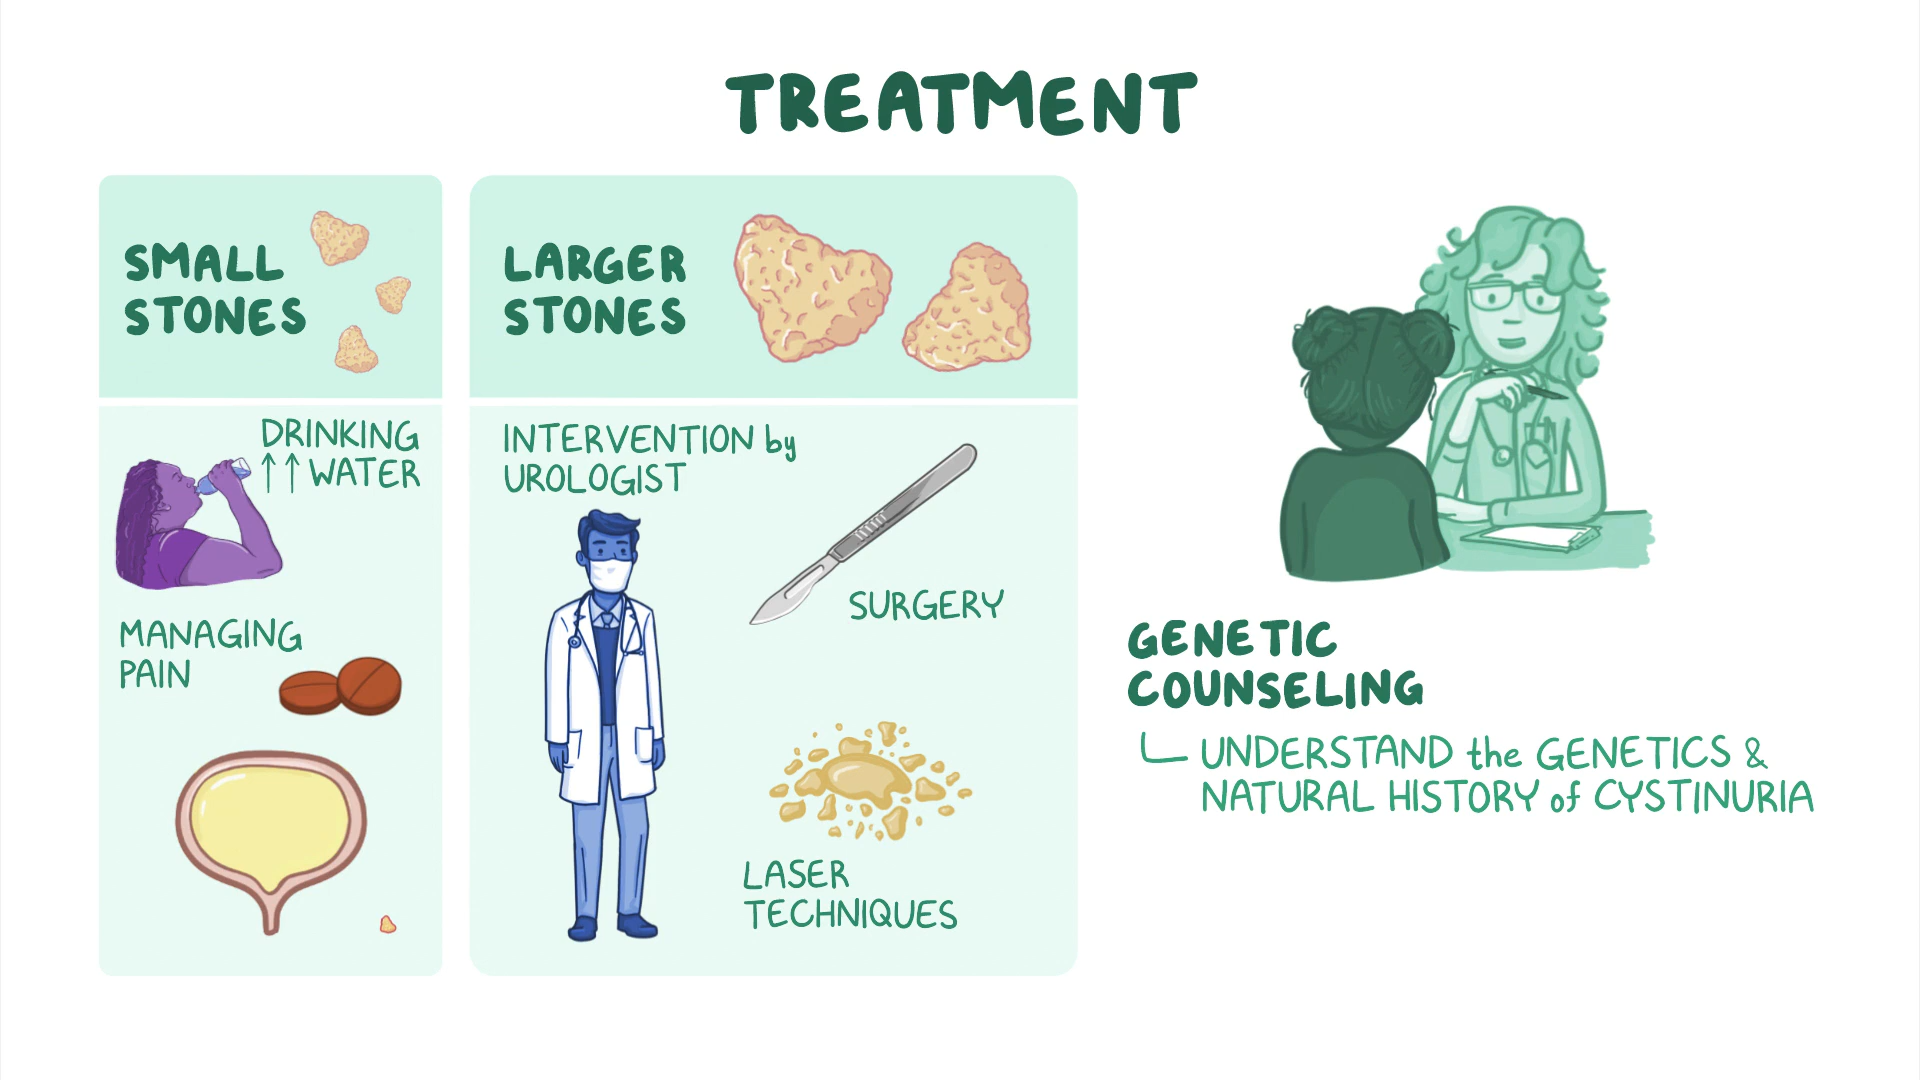 TREATMENT
SMALL
STONES
DRINKING
↑↑ WATER
MANAGING
PAIN
LARGER
STONES
INTERVENTION by
UROLOGIST
SURGERY
LASER
TECHNIQUES
GENETIC
COUNSELING
UNDERSTAND the GENETICS &
NATURAL HISTORY of CYSTINURIA